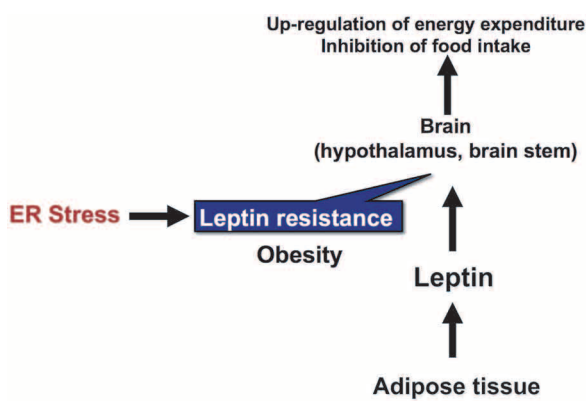 Up-regulation of energy expenditure
Inhibition of food intake
Brain
(hypothalamus, brain stem)
ER Stress
Leptin resistance
Obesity
Leptin
Adipose tissue